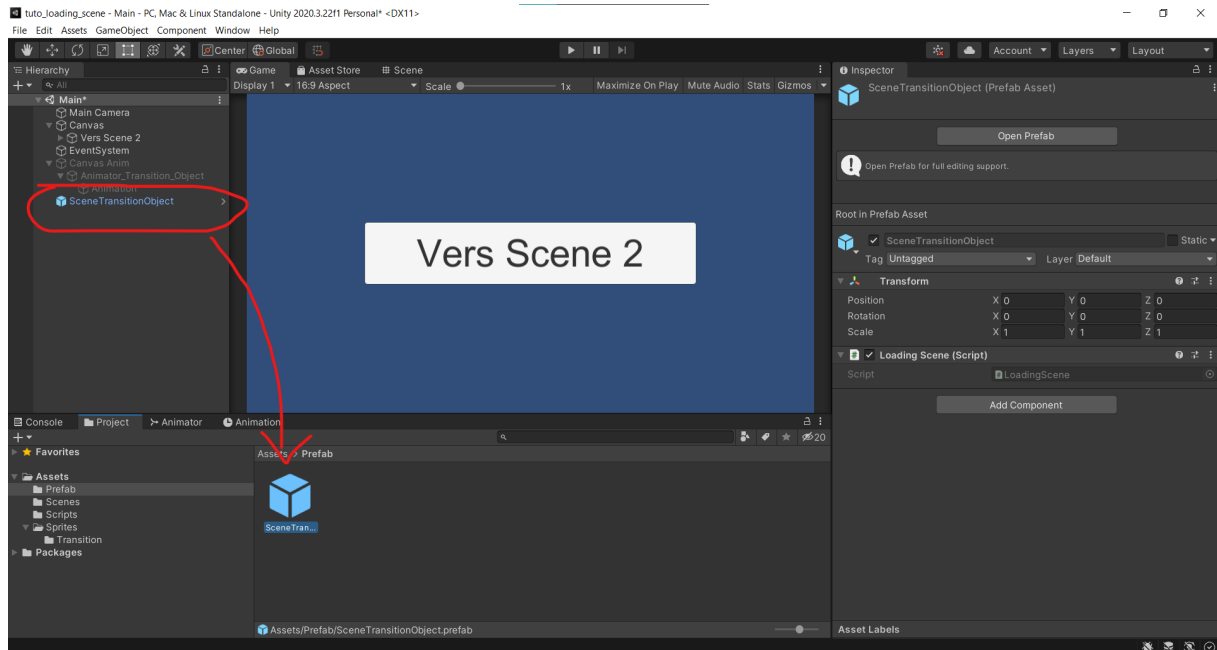 tuto_loading_scene - Main - PC, Mac & Linux Standalone - Unity 2020.3.22f1 Personal* <DX11>
File Edit Assets GameObject Component Window Help
Center Global Account Layers Layout
Hierarchy
All
Main*
Main Camera
Canvas
Vers Scene 2
EventSystem
Canvas Anim
Animator_Transition_Object
Animation
SceneTransitionObject
Game Asset Store Scene
Display 1 16:9 Aspect Scale 1x Maximize On Play Mute Audio Stats Gizmos
Vers Scene 2
Inspector
SceneTransitionObject (Prefab Asset)
Open Prefab
Open Prefab for full editing support.
Root in Prefab Asset
SceneTransitionObject Static
Tag Untagged Layer Default
Transform
Position X 0 Y 0 Z 0
Rotation X 0 Y 0 Z 0
Scale X 1 Y 1 Z 1
Loading Scene (Script)
Script LoadingScene
Add Component
Console Project Animator Animation
20
Favorites
Assets
Prefab
Scenes
Scripts
Sprites
Transition
Packages
Assets > Prefab
SceneTran...
Assets/Prefab/SceneTransitionObject.prefab
Asset Labels